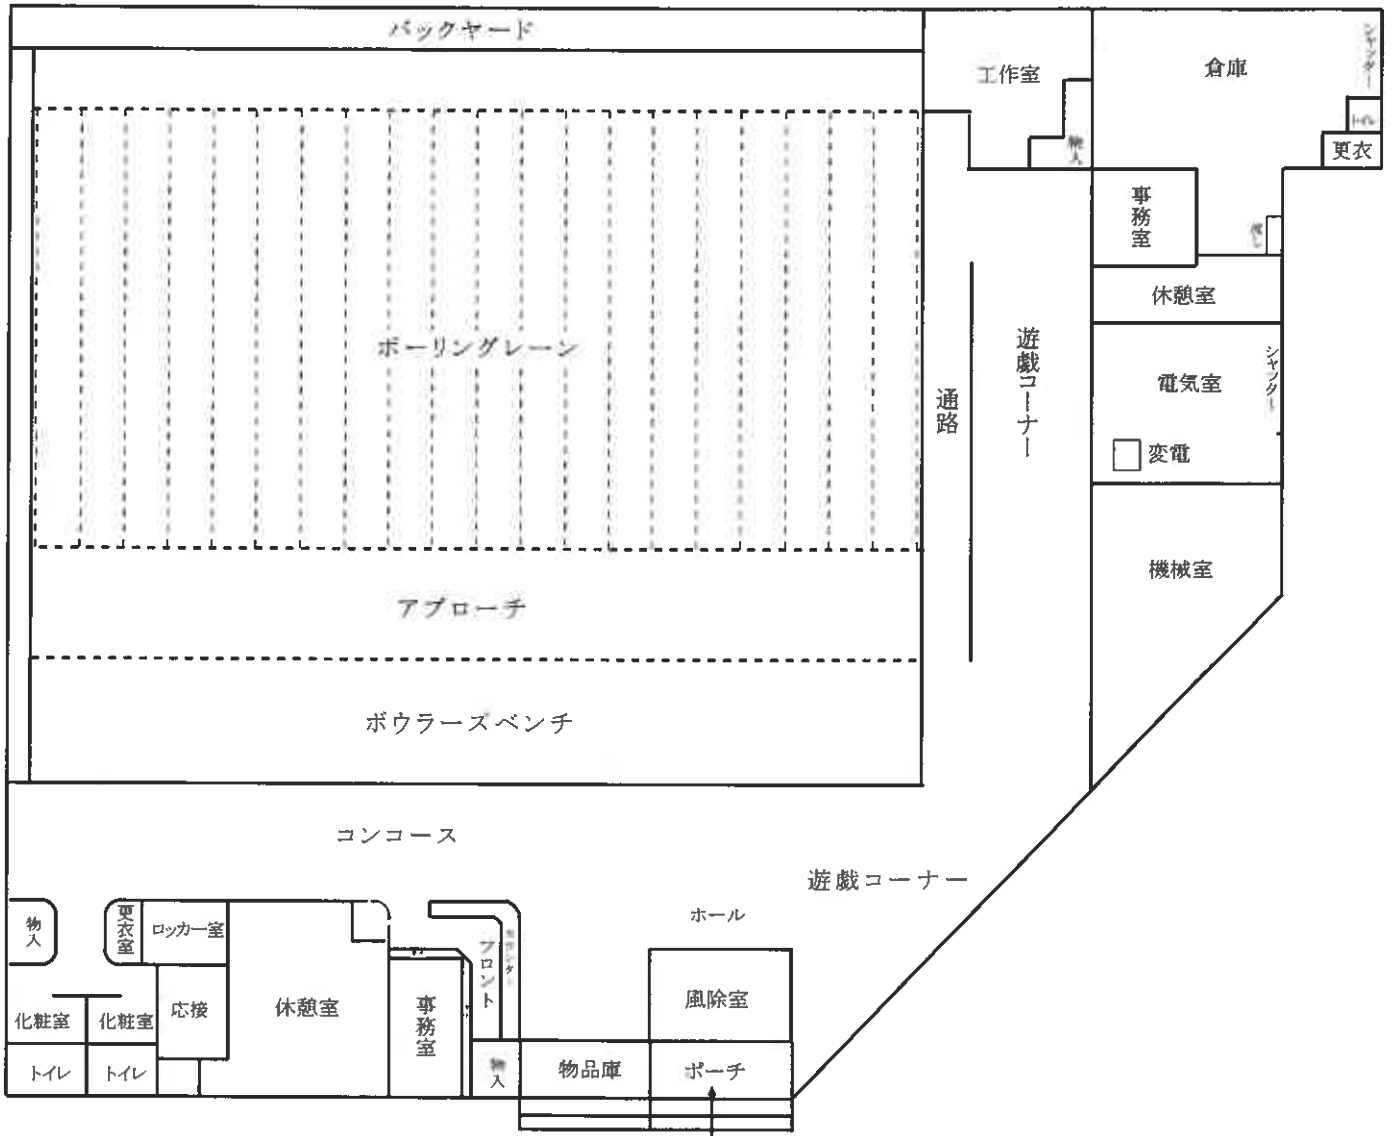 バックヤード
工作室
倉庫
シャッター
物入
更衣
事務室
休憩室
ボーリングレーン
遊戯コーナー
通路
電気室
シャッター
変電
機械室
アプローチ
ボウラーズベンチ
コンコース
遊戯コーナー
ホール
物入
更衣室
ロッカー室
フロント
カウンター
風除室
応接
休憩室
事務室
化粧室
化粧室
トイレ
トイレ
物入
物品庫
ポーチ